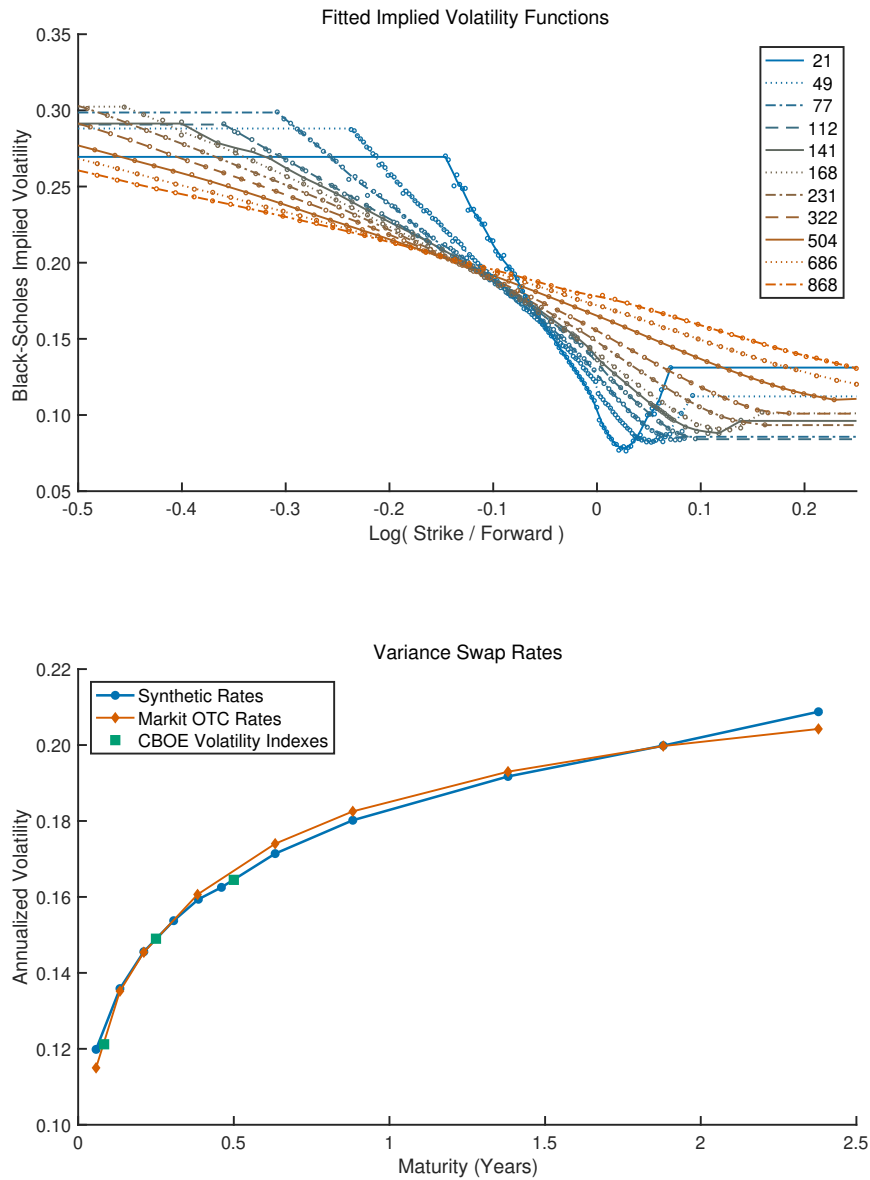 Fitted Implied Volatility Functions
0.35
0.30
0.25
0.20
0.15
0.10
0.05
Black-Scholes Implied Volatility
21
49
77
112
141
168
231
322
504
686
868
-0.5 -0.4 -0.3 -0.2 -0.1 0 0.1 0.2
Log( Strike / Forward )
Variance Swap Rates
0.22
0.20
0.18
0.16
0.14
0.12
0.10
Annualized Volatility
Synthetic Rates
Markit OTC Rates
CBOE Volatility Indexes
0 0.5 1 1.5 2 2.5
Maturity (Years)